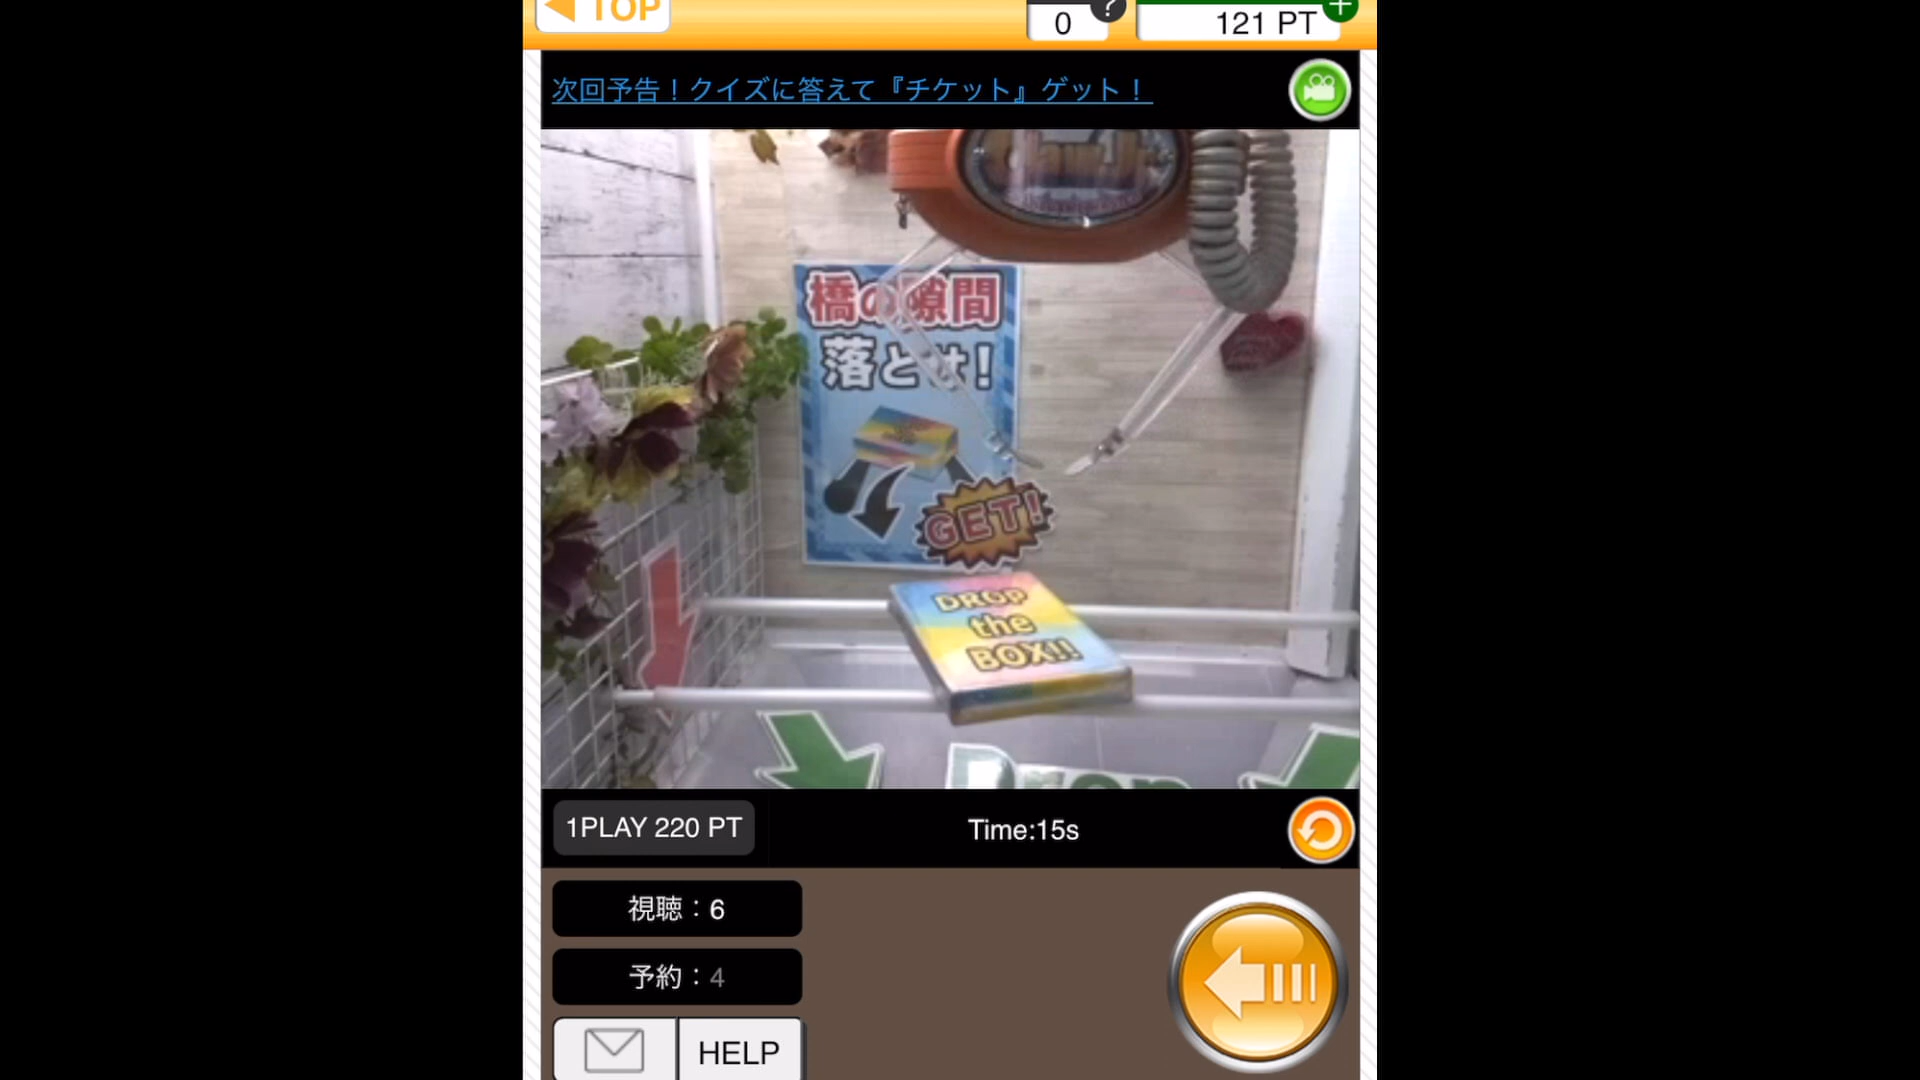 TOP
0
?
121 PT
次回予告！クイズに答えて『チケット』ゲット！
橋の隙間
落とせ!
GET!
DROP
the
BOX!!
1PLAY 220 PT
Time:15s
視聴：6
予約：4
HELP